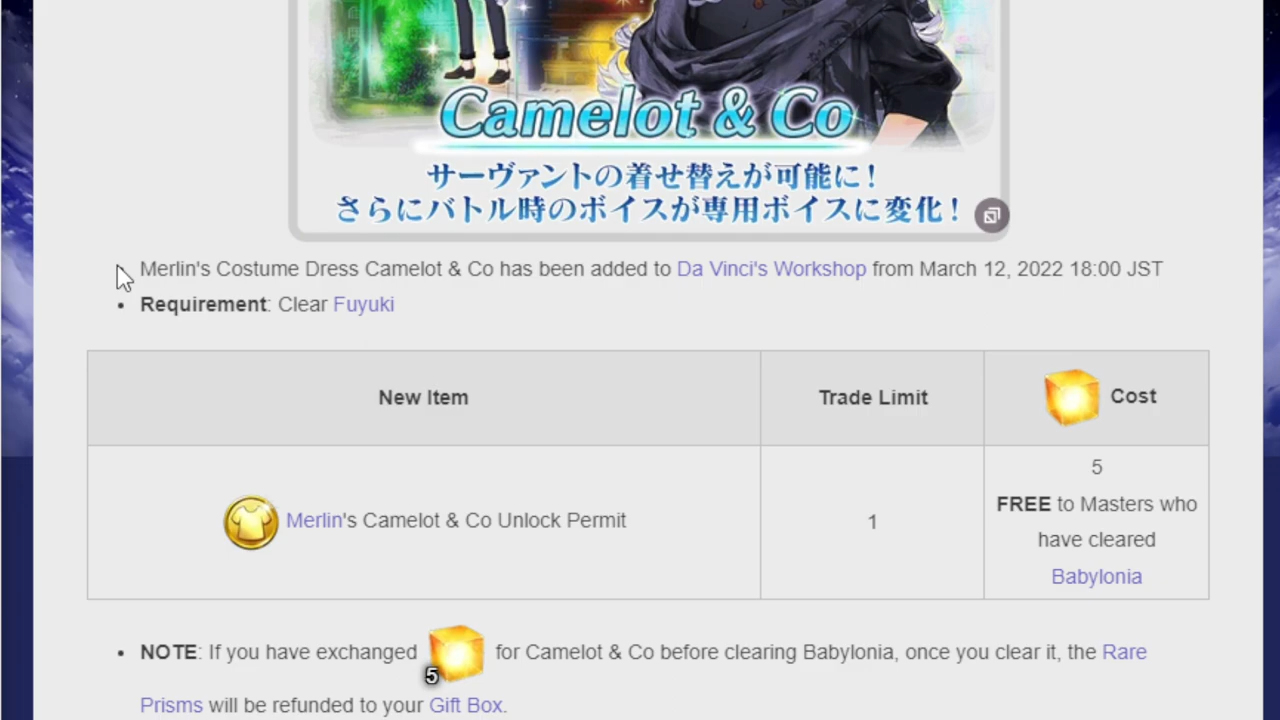 Camelot & Co
サーヴァントの着せ替えが可能に！
さらにバトル時のボイスが専用ボイスに変化！
Merlin's Costume Dress Camelot & Co has been added to Da Vinci's Workshop from March 12, 2022 18:00 JST
• Requirement: Clear Fuyuki
New Item
Trade Limit
Cost
Merlin's Camelot & Co Unlock Permit
1
5
FREE to Masters who
have cleared
Babylonia
• NOTE: If you have exchanged 5 for Camelot & Co before clearing Babylonia, once you clear it, the Rare
Prisms will be refunded to your Gift Box.